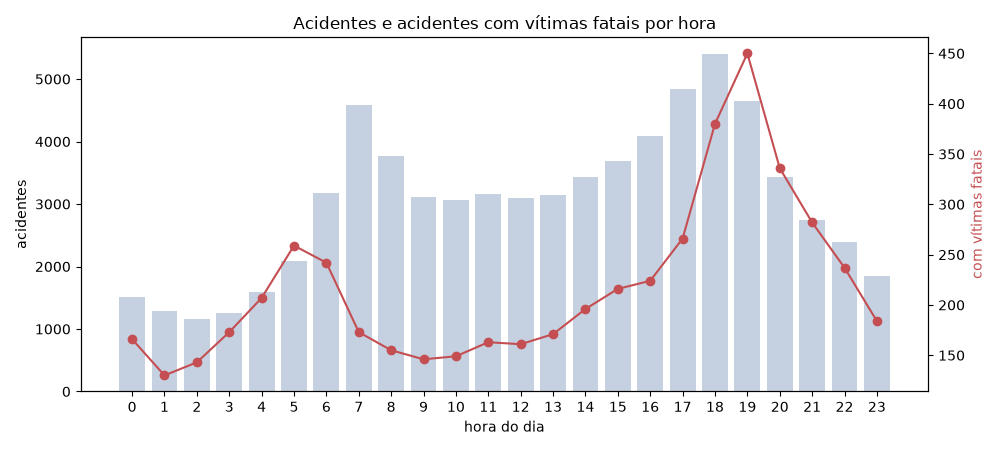 Acidentes e acidentes com vítimas fatais por hora
acidentes
5000
4000
3000
2000
1000
0
450
400
350
300
250
200
150
com vítimas fatais
0 1 2 3 4 5 6 7 8 9 10 11 12 13 14 15 16 17 18 19 20 21 22 23
hora do dia